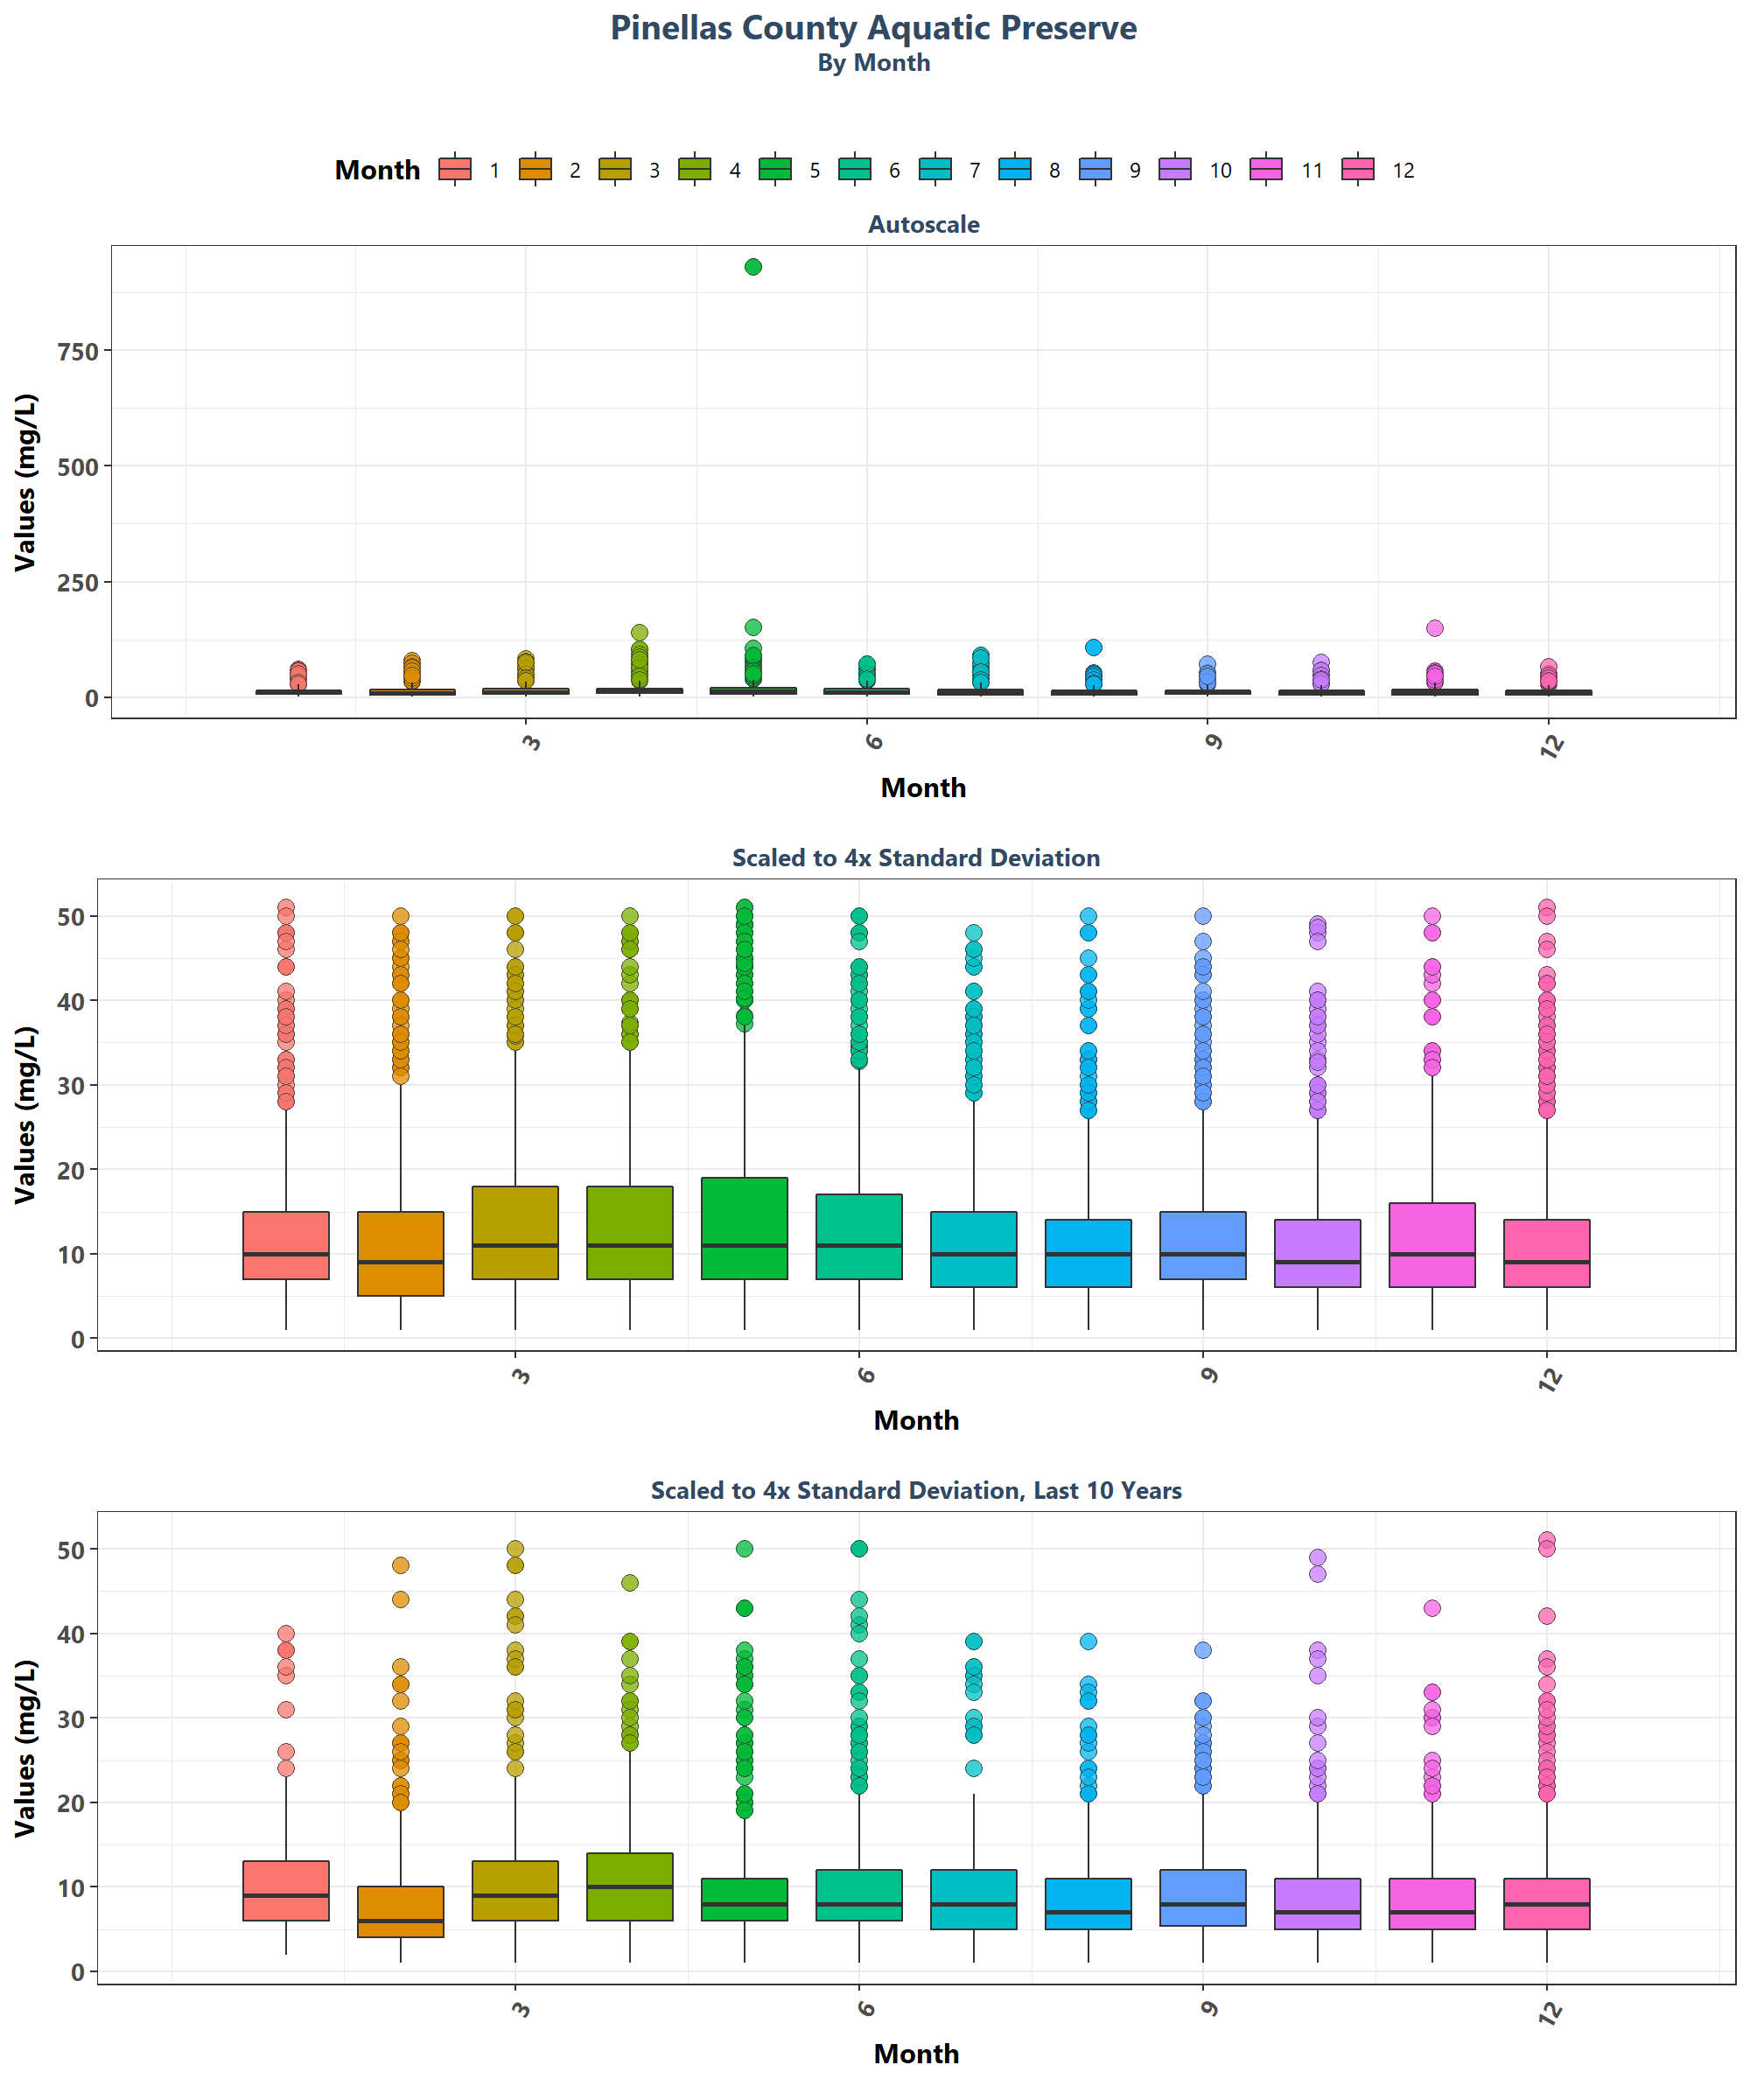 Pinellas County Aquatic Preserve
By Month
Month 1 2 3 4 5 6 7 8 9 10 11 12
Autoscale
Values (mg/L)
750
500
250
0
3 6 9 12
Month
Scaled to 4x Standard Deviation
Values (mg/L)
50
40
30
20
10
0
3 6 9 12
Month
Scaled to 4x Standard Deviation, Last 10 Years
Values (mg/L)
50
40
30
20
10
0
3 6 9 12
Month